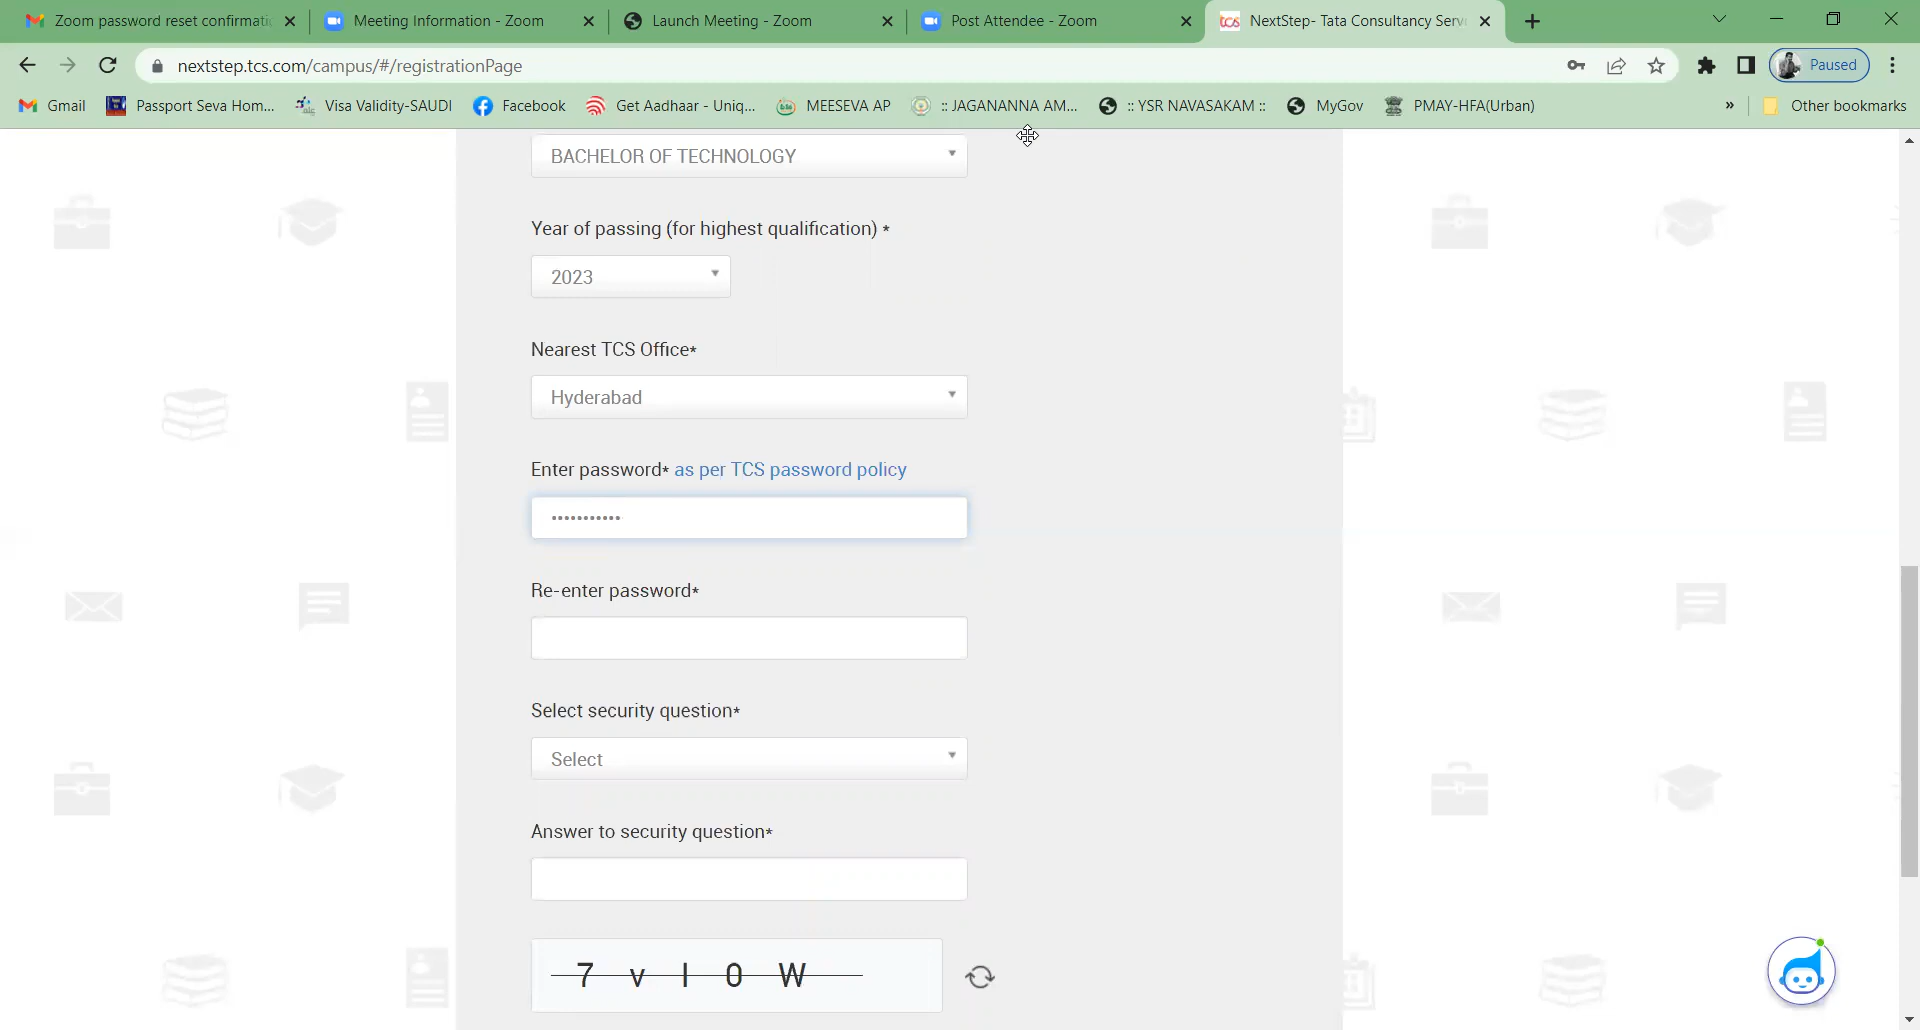 Zoom password reset confirmati
Meeting Information - Zoom
Launch Meeting - Zoom
Post Attendee - Zoom
tcs NextStep- Tata Consultancy Serv
nextstep.tcs.com/campus/#/registrationPage
Paused
Gmail
Passport Seva Hom...
Visa Validity-SAUDI
Facebook
Get Aadhaar - Uniq...
MEESEVA AP
:: JAGANANNA AM...
:: YSR NAVASAKAM ::
MyGov
PMAY-HFA(Urban)
»
Other bookmarks
BACHELOR OF TECHNOLOGY
Year of passing (for highest qualification) *
2023
Nearest TCS Office*
Hyderabad
Enter password* as per TCS password policy
•••••••••••
Re-enter password*
Select security question*
Select
Answer to security question*